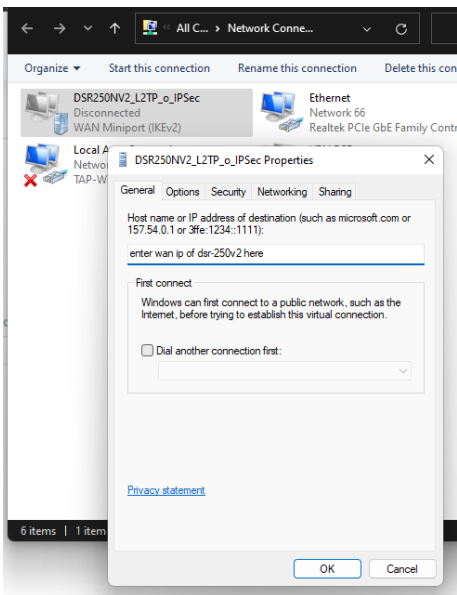 « All C... › Network Conne...
Organize Start this connection Rename this connection Delete this con
DSR250NV2_L2TP_o_IPSec
Disconnected
WAN Miniport (IKEv2)
Ethernet
Network 66
Realtek PCIe GbE Family Contr
Local A
Networ
TAP-W
DSR250NV2_L2TP_o_IPSec Properties
General Options Security Networking Sharing
Host name or IP address of destination (such as microsoft.com or
157.54.0.1 or 3ffe:1234::1111):
enter wan ip of dsr-250v2 here
First connect
Windows can first connect to a public network, such as the
Internet, before trying to establish this virtual connection.
Dial another connection first:
Privacy statement
6 items | 1 item
OK Cancel